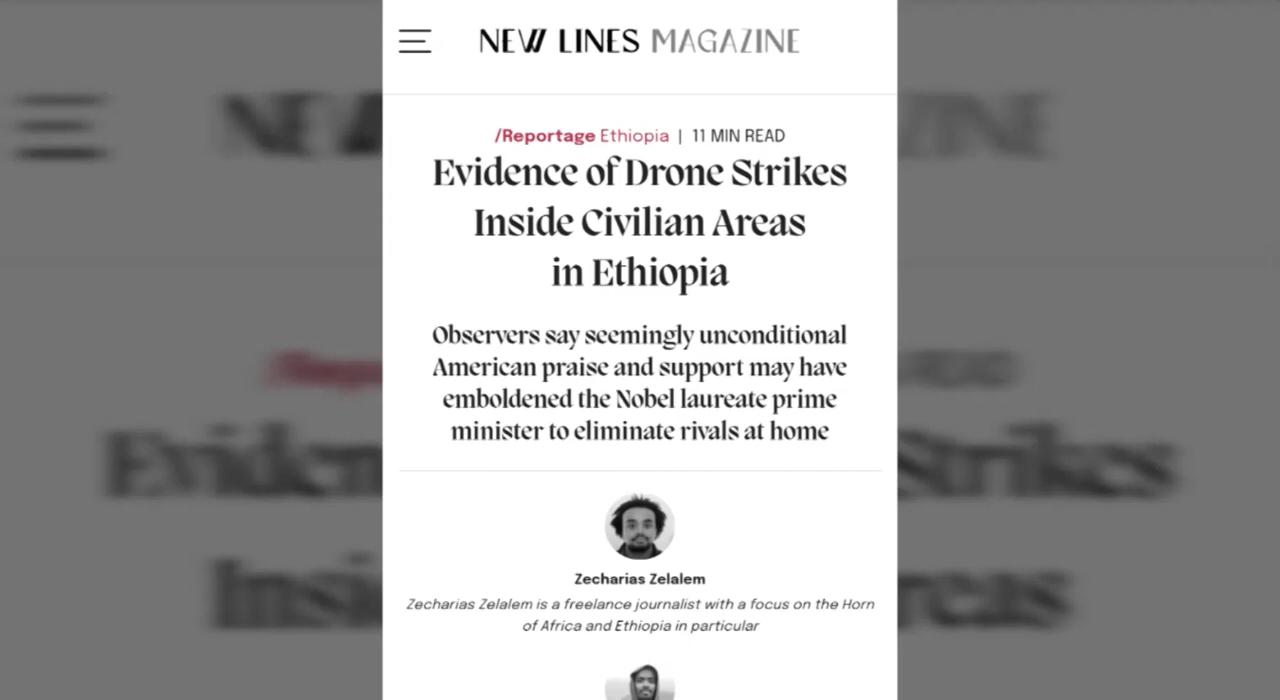 NEW LINES MAGAZINE
/Reportage Ethiopia | 11 MIN READ
Evidence of Drone Strikes
Inside Civilian Areas
in Ethiopia
Observers say seemingly unconditional
American praise and support may have
emboldened the Nobel laureate prime
minister to eliminate rivals at home
Zecharias Zelalem
Zecharias Zelalem is a freelance journalist with a focus on the Horn
of Africa and Ethiopia in particular